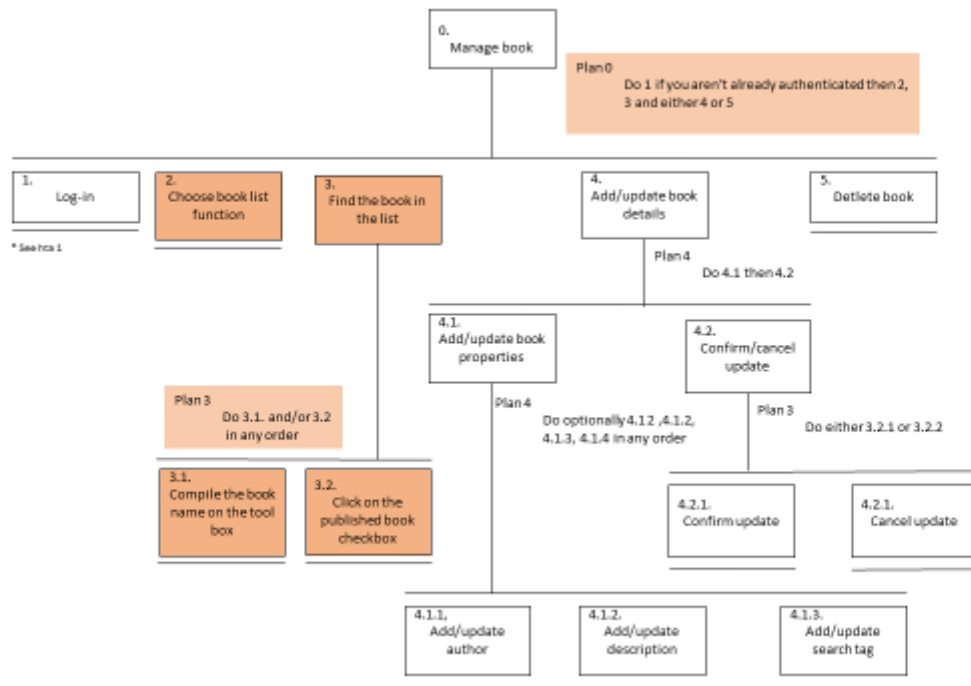 0.
Manage book
Plan 0
Do 1 if you aren't already authenticated then 2,
3 and either 4 or 5
1.
Log-in
* See hta 1
2.
Choose book list
function
3.
Find the book in
the list
4.
Add/update book
details
5.
Detlete book
Plan 4
Do 4.1 then 4.2
4.1.
Add/update book
properties
4.2.
Confirm/cancel
update
Plan 3
Do 3.1. and/or 3.2
in any order
Plan 4
Do optionally 4.12 ,4.1.2,
4.1.3, 4.1.4 in any order
Plan 3
Do either 3.2.1 or 3.2.2
3.1.
Compile the book
name on the tool
box
3.2.
Click on the
published book
checkbox
4.2.1.
Confirm update
4.2.1.
Cancel update
4.1.1,
Add/update
author
4.1.2.
Add/update
description
4.1.3.
Add/update
search tag